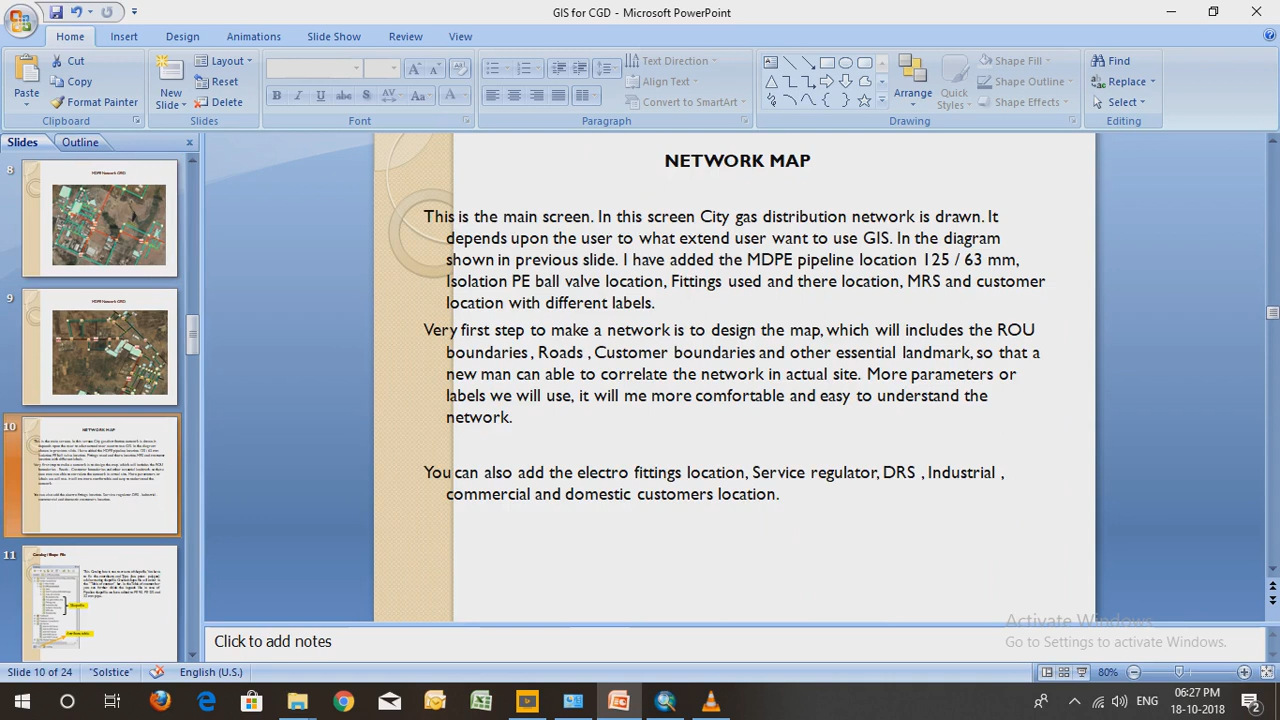 GIS for CGD - Microsoft PowerPoint
Home Insert Design Animations Slide Show Review View
Paste
Cut
Copy
Format Painter
Clipboard
New Slide
Layout
Reset
Delete
Slides
B I U abc S AV Aa A
Font
Text Direction
Align Text
Convert to SmartArt
Paragraph
Arrange
Quick Styles
Shape Fill
Shape Outline
Shape Effects
Drawing
Find
Replace
Select
Editing
Slides Outline
8
9
10
NETWORK MAP
11
NETWORK MAP
This is the main screen. In this screen City gas distribution network is drawn. It
depends upon the user to what extend user want to use GIS. In the diagram
shown in previous slide. I have added the MDPE pipeline location 125 / 63 mm,
Isolation PE ball valve location, Fittings used and there location, MRS and customer
location with different labels.
Very first step to make a network is to design the map, which will includes the ROU
boundaries , Roads , Customer boundaries and other essential landmark, so that a
new man can able to correlate the network in actual site. More parameters or
labels we will use, it will me more comfortable and easy to understand the
network.
You can also add the electro fittings location, Service regulator, DRS , Industrial ,
commercial and domestic customers location.
Activate Windows
Go to Settings to activate Windows.
Click to add notes
Slide 10 of 24 "Solstice" English (U.S.) 80%
ENG
06:27 PM
18-10-2018
2